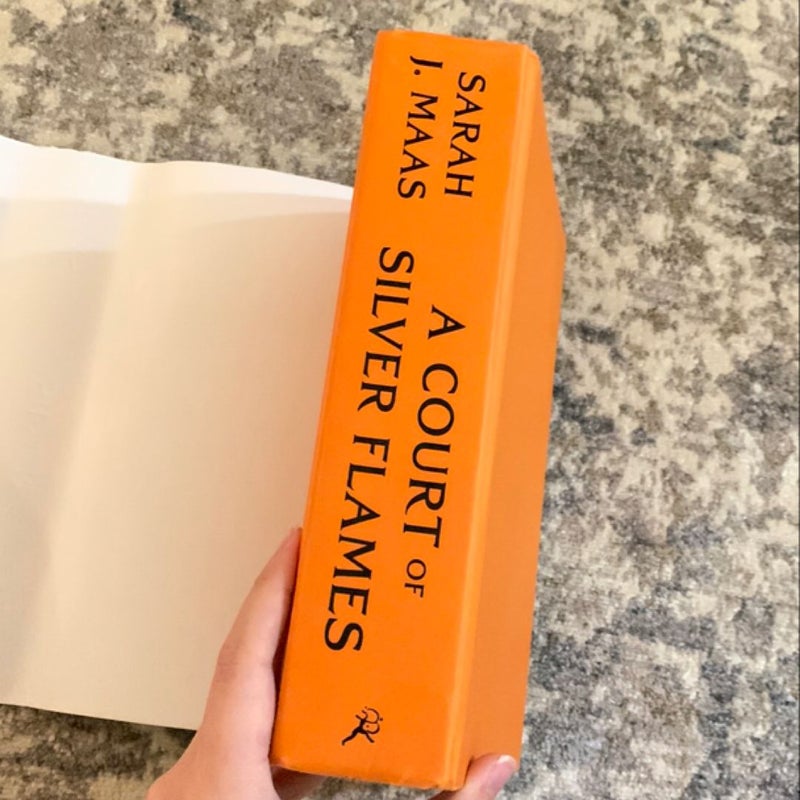 SARAH
J. MAAS
A COURT OF
SILVER FLAMES